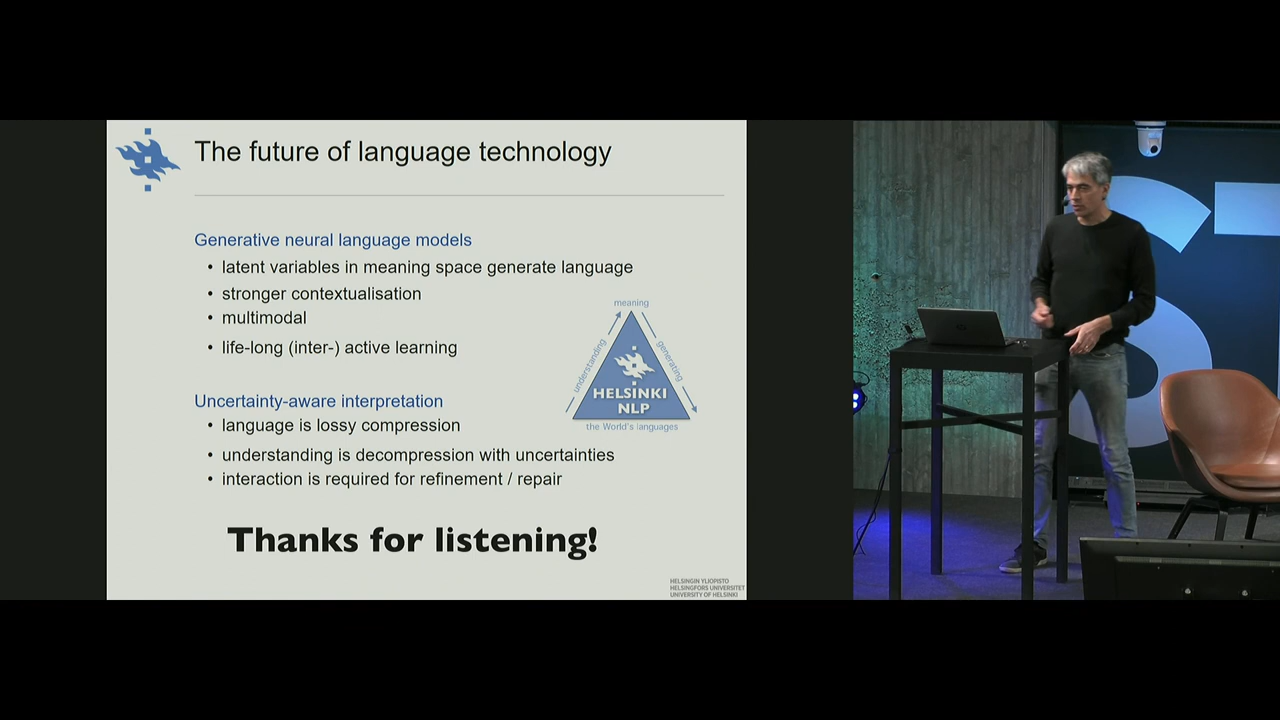 The future of language technology
Generative neural language models
• latent variables in meaning space generate language
• stronger contextualisation
• multimodal
• life-long (inter-) active learning
meaning
understanding
generating
HELSINKI
NLP
the World's languages
Uncertainty-aware interpretation
• language is lossy compression
• understanding is decompression with uncertainties
• interaction is required for refinement / repair
Thanks for listening!
HELSINGIN YLIOPISTO
HELSINGFORS UNIVERSITET
UNIVERSITY OF HELSINKI